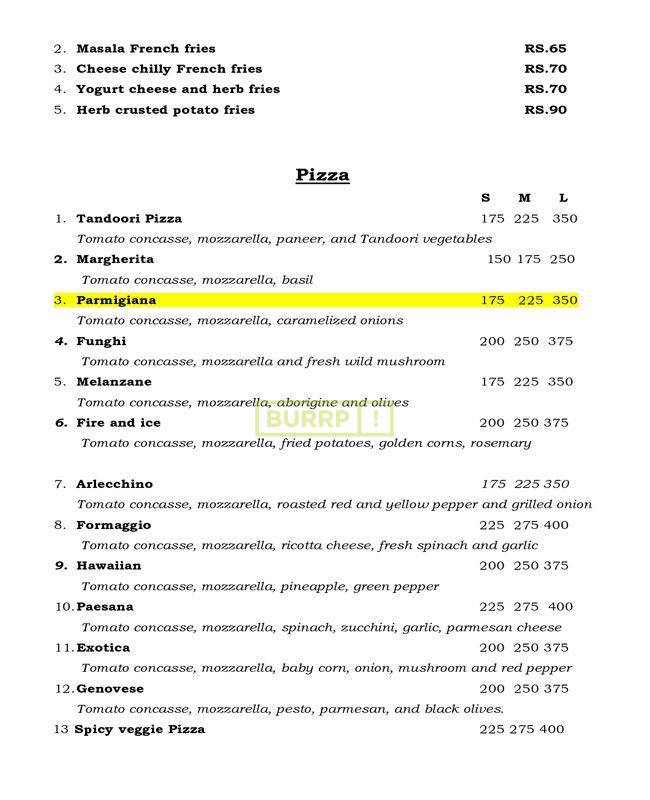 2. Masala French fries RS.65
3. Cheese chilly French fries RS.70
4. Yogurt cheese and herb fries RS.70
5. Herb crusted potato fries RS.90
Pizza
S M L
1. Tandoori Pizza 175 225 350
Tomato concasse, mozzarella, paneer, and Tandoori vegetables
2. Margherita 150 175 250
Tomato concasse, mozzarella, basil
3. Parmigiana 175 225 350
Tomato concasse, mozzarella, caramelized onions
4. Funghi 200 250 375
Tomato concasse, mozzarella and fresh wild mushroom
5. Melanzane 175 225 350
Tomato concasse, mozzarella, aborigine and olives
BURRP!
6. Fire and ice 200 250 375
Tomato concasse, mozzarella, fried potatoes, golden corns, rosemary
7. Arlecchino 175 225 350
Tomato concasse, mozzarella, roasted red and yellow pepper and grilled onion
8. Formaggio 225 275 400
Tomato concasse, mozzarella, ricotta cheese, fresh spinach and garlic
9. Hawaiian 200 250 375
Tomato concasse, mozzarella, pineapple, green pepper
10. Paesana 225 275 400
Tomato concasse, mozzarella, spinach, zucchini, garlic, parmesan cheese
11. Exotica 200 250 375
Tomato concasse, mozzarella, baby corn, onion, mushroom and red pepper
12. Genovese 200 250 375
Tomato concasse, mozzarella, pesto, parmesan, and black olives.
13 Spicy veggie Pizza 225 275 400